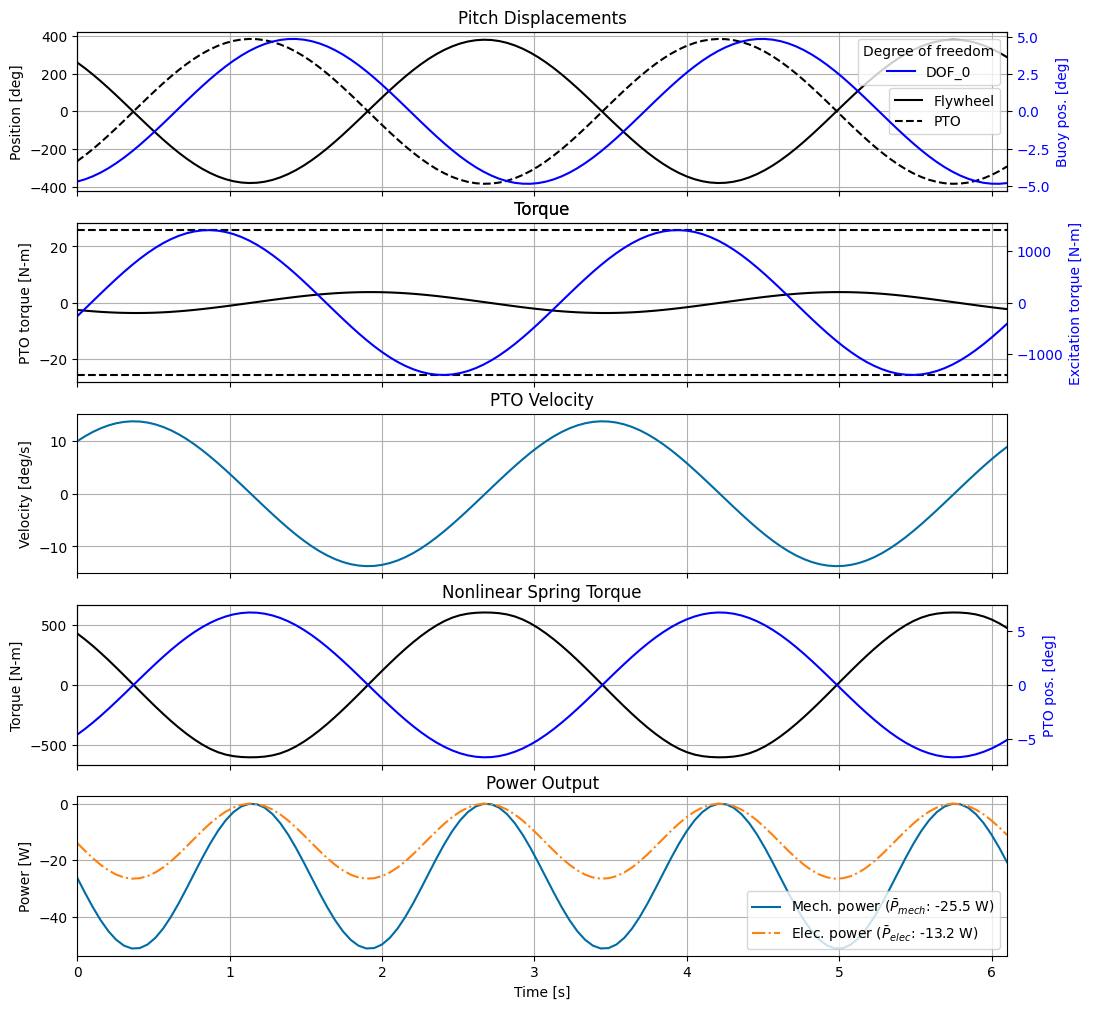 Pitch Displacements
Position [deg]
400
200
0
−200
−400
5.0
2.5
0.0
−2.5
−5.0
Buoy pos. [deg]
Degree of freedom
DOF_0
Flywheel
PTO
Torque
PTO torque [N-m]
20
0
−20
1000
0
−1000
Excitation torque [N-m]
PTO Velocity
Velocity [deg/s]
10
0
−10
Nonlinear Spring Torque
Torque [N-m]
500
0
−500
5
0
−5
PTO pos. [deg]
Power Output
Power [W]
0
−20
−40
Mech. power (P̄mech: -25.5 W)
Elec. power (P̄elec: -13.2 W)
0 1 2 3 4 5 6
Time [s]